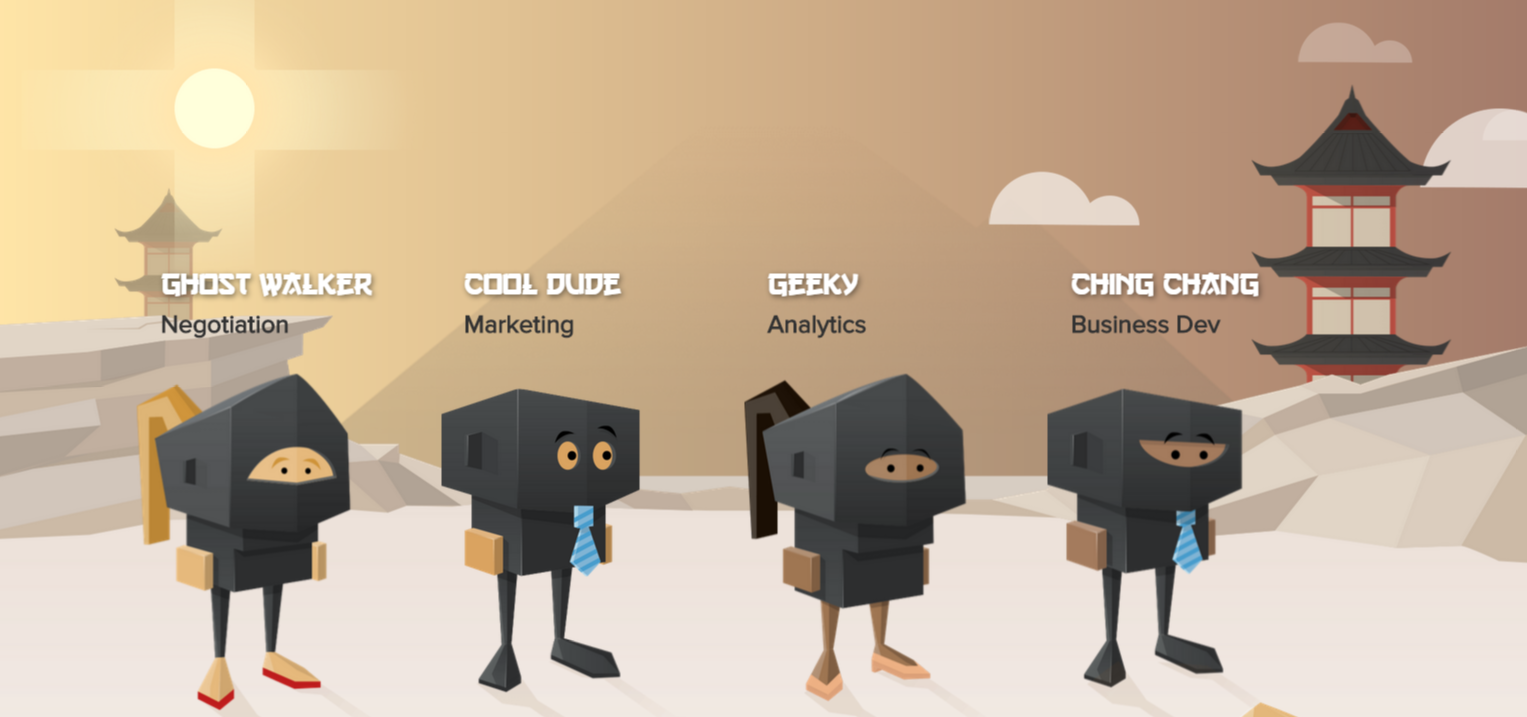 GHOST WALKER
Negotiation
COOL DUDE
Marketing
GEEKY
Analytics
CHING CHANG
Business Dev